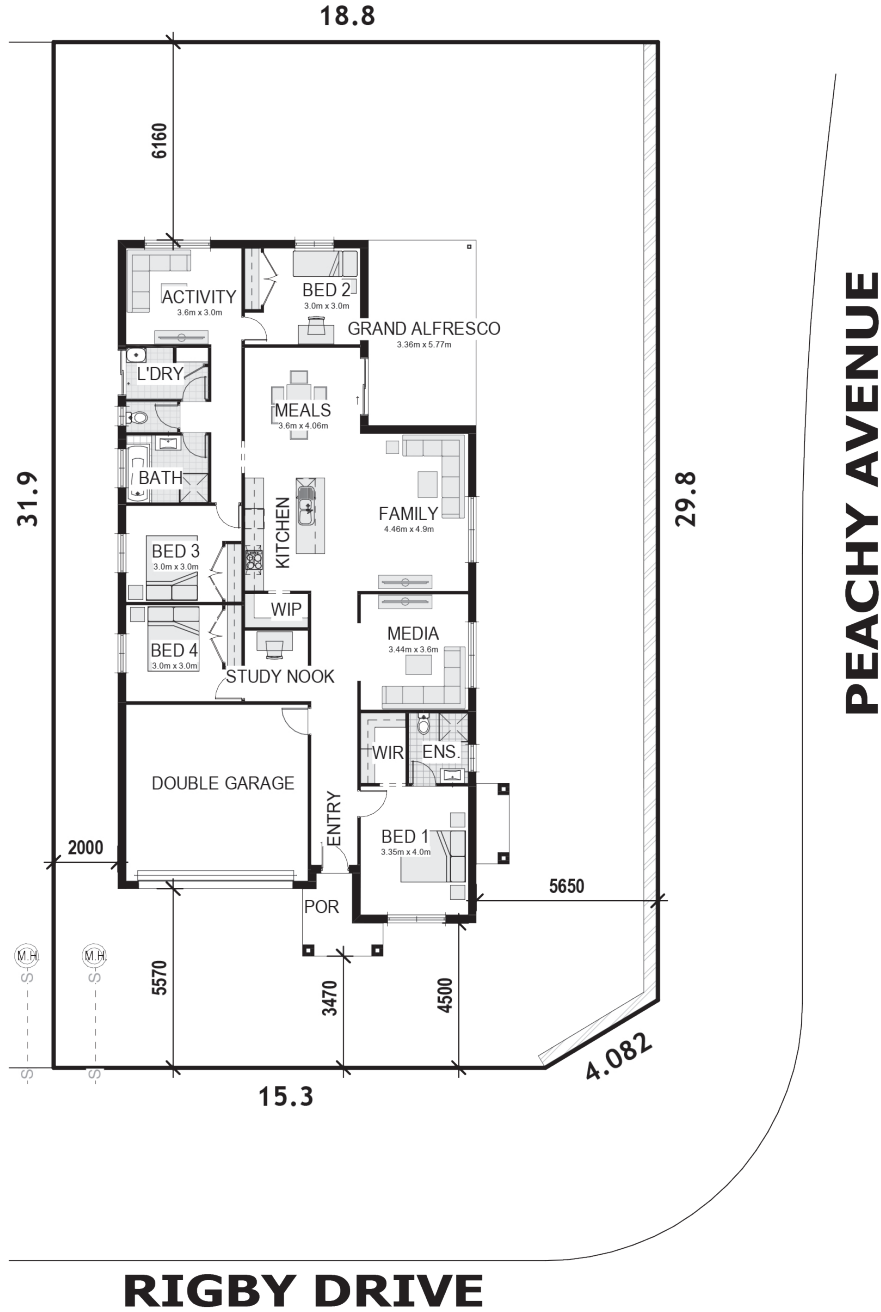 18.8
6160
ACTIVITY
3.6m x 3.0m
BED 2
3.0m x 3.0m
GRAND ALFRESCO
3.36m x 5.77m
L'DRY
MEALS
3.6m x 4.06m
BATH
KITCHEN
FAMILY
4.46m x 4.9m
31.9
29.8
PEACHY AVENUE
BED 3
3.0m x 3.0m
WIP
BED 4
3.0m x 3.0m
MEDIA
3.44m x 3.6m
STUDY NOOK
WIR
ENS.
DOUBLE GARAGE
ENTRY
BED 1
3.35m x 4.0m
2000
5650
POR
M.H
M.H.
S
S
5570
3470
4500
S
S
4.082
15.3
RIGBY DRIVE